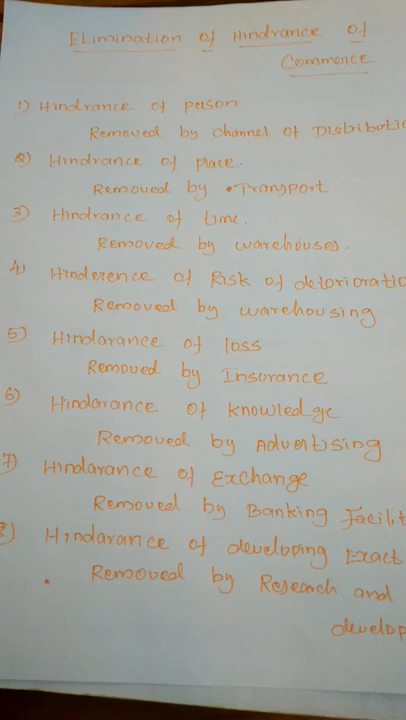 ELimination of Hindrance of
Commerce
1) Hindrance of person
Removed by channel of Distributio
2) Hindrance of place.
Removed by Transport
3) Hindrance of time.
Removed by warehouses.
4) Hinderence of Risk of detorioratio
Removed by warehousing
5) Hindarance of loss
Removed by Insurance
6) Hindarance of knowledge
Removed by Advertising
7) Hindarance of Exchange
Removed by Banking facilit
8) Hindarance of developing Exact
Removed by Research and
develop